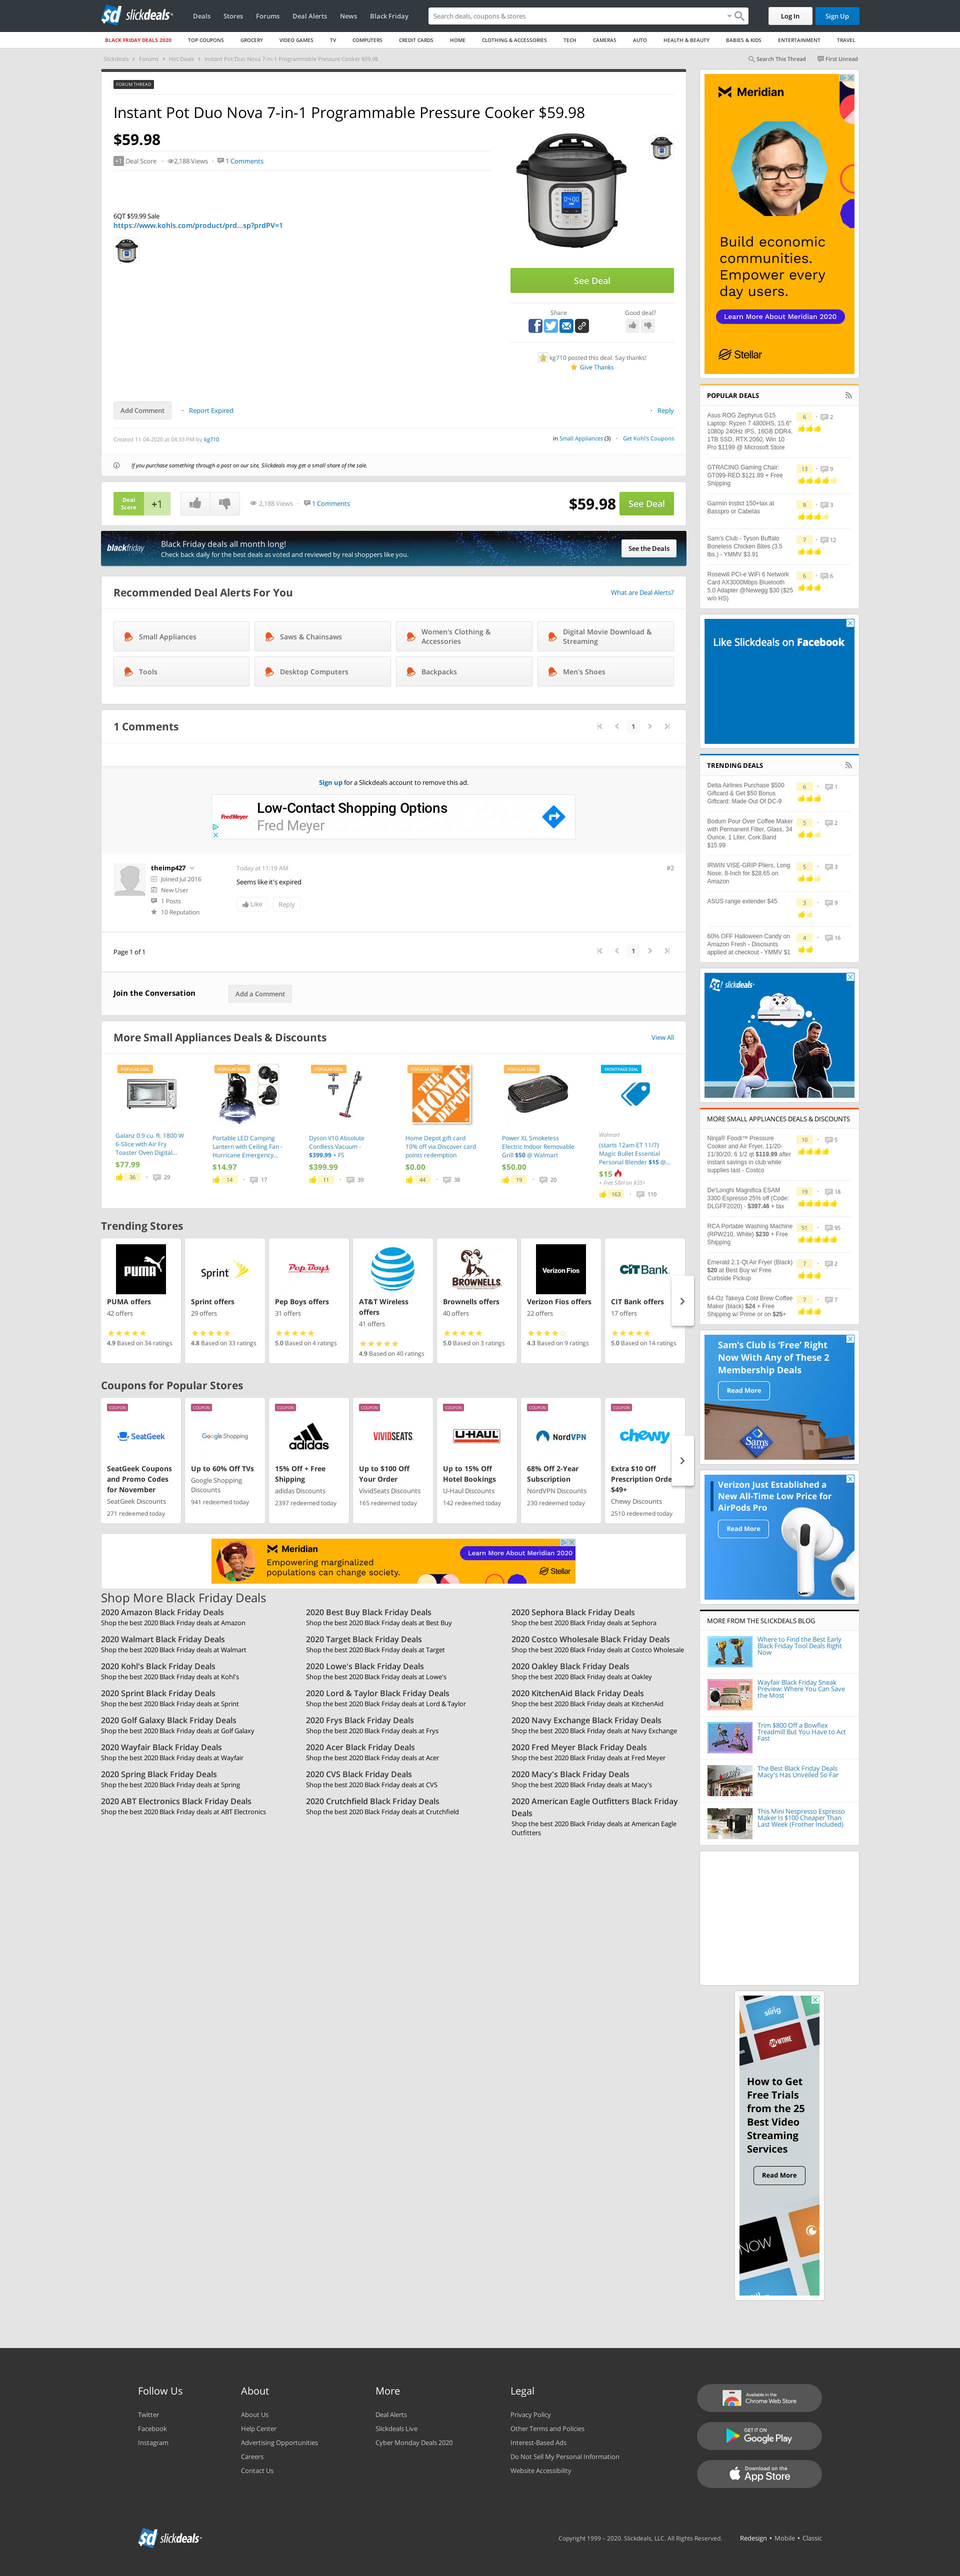 sd slickdeals
Deals Stores Forums Deal Alerts News Black Friday
Search deals, coupons & stores
Log In Sign Up
BLACK FRIDAY DEALS 2020 TOP COUPONS GROCERY VIDEO GAMES TV COMPUTERS CREDIT CARDS HOME CLOTHING & ACCESSORIES TECH CAMERAS AUTO HEALTH & BEAUTY BABIES & KIDS ENTERTAINMENT TRAVEL
Slickdeals > Forums > Hot Deals > Instant Pot Duo Nova 7-in-1 Programmable Pressure Cooker $59.98
Search This Thread First Unread
FORUM THREAD
Instant Pot Duo Nova 7-in-1 Programmable Pressure Cooker $59.98
$59.98
+1 Deal Score 2,188 Views 1 Comments
6QT $59.99 Sale
https://www.kohls.com/product/prd...sp?prdPV=1
See Deal
Share Good deal?
kg710 posted this deal. Say thanks!
Give Thanks
Add Comment Report Expired Reply
Created 11-04-2020 at 04:33 PM by kg710
in Small Appliances (3) Get Kohl's Coupons
If you purchase something through a post on our site, Slickdeals may get a small share of the sale.
Deal Score +1 2,188 Views 1 Comments $59.98 See Deal
blackfriday
Black Friday deals all month long!
Check back daily for the best deals as voted and reviewed by real shoppers like you.
See the Deals
Recommended Deal Alerts For You
What are Deal Alerts?
Small Appliances
Saws & Chainsaws
Women's Clothing & Accessories
Digital Movie Download & Streaming
Tools
Desktop Computers
Backpacks
Men's Shoes
1 Comments
1
Sign up for a Slickdeals account to remove this ad.
Fred Meyer
Low-Contact Shopping Options
Fred Meyer
theimp427
Joined Jul 2016
New User
1 Posts
10 Reputation
Today at 11:19 AM
#2
Seems like it's expired
Like Reply
Page 1 of 1
1
Join the Conversation
Add a Comment
More Small Appliances Deals & Discounts
View All
POPULAR DEAL
Galanz 0.9 cu. ft. 1800 W
6-Slice with Air Fry
Toaster Oven Digital...
$77.99
36 29
POPULAR DEAL
Portable LED Camping
Lantern with Ceiling Fan -
Hurricane Emergency...
$14.97
14 17
POPULAR DEAL
Dyson V10 Absolute
Cordless Vacuum -
$399.99 + FS
$399.99
11 39
POPULAR DEAL
THE HOME DEPOT
Home Depot gift card
10% off via Discover card
points redemption
$0.00
44 38
POPULAR DEAL
Power XL Smokeless
Electric Indoor Removable
Grill $50 @ Walmart
$50.00
19 20
FRONTPAGE DEAL
Walmart
(starts 12am ET 11/7)
Magic Bullet Essential
Personal Blender $15 @...
$15
+ Free S&H on $35+
163 110
Trending Stores
PUMA
PUMA offers
42 offers
4.9 Based on 34 ratings
Sprint
Sprint offers
29 offers
4.8 Based on 33 ratings
Pep Boys
Pep Boys offers
31 offers
5.0 Based on 4 ratings
AT&T Wireless
offers
41 offers
4.9 Based on 40 ratings
BROWNELLS
Brownells offers
40 offers
5.0 Based on 3 ratings
Verizon Fios
Verizon Fios offers
22 offers
4.3 Based on 9 ratings
CIT Bank
CIT Bank offers
17 offers
5.0 Based on 14 ratings
Coupons for Popular Stores
COUPON
SeatGeek
SeatGeek Coupons
and Promo Codes
for November
SeatGeek Discounts
271 redeemed today
COUPON
Google Shopping
Up to 60% Off TVs
Google Shopping
Discounts
941 redeemed today
COUPON
adidas
15% Off + Free
Shipping
adidas Discounts
2397 redeemed today
COUPON
VIVIDSEATS
Up to $100 Off
Your Order
VividSeats Discounts
165 redeemed today
COUPON
U-HAUL
Up to 15% Off
Hotel Bookings
U-Haul Discounts
142 redeemed today
COUPON
NordVPN
68% Off 2-Year
Subscription
NordVPN Discounts
230 redeemed today
COUPON
chewy
Extra $10 Off
Prescription Orde
$49+
Chewy Discounts
2510 redeemed today
Meridian
Empowering marginalized
populations can change society.
Learn More About Meridian 2020
Stellar
Shop More Black Friday Deals
2020 Amazon Black Friday Deals
Shop the best 2020 Black Friday deals at Amazon
2020 Walmart Black Friday Deals
Shop the best 2020 Black Friday deals at Walmart
2020 Kohl's Black Friday Deals
Shop the best 2020 Black Friday deals at Kohl's
2020 Sprint Black Friday Deals
Shop the best 2020 Black Friday deals at Sprint
2020 Golf Galaxy Black Friday Deals
Shop the best 2020 Black Friday deals at Golf Galaxy
2020 Wayfair Black Friday Deals
Shop the best 2020 Black Friday deals at Wayfair
2020 Spring Black Friday Deals
Shop the best 2020 Black Friday deals at Spring
2020 ABT Electronics Black Friday Deals
Shop the best 2020 Black Friday deals at ABT Electronics
2020 Best Buy Black Friday Deals
Shop the best 2020 Black Friday deals at Best Buy
2020 Target Black Friday Deals
Shop the best 2020 Black Friday deals at Target
2020 Lowe's Black Friday Deals
Shop the best 2020 Black Friday deals at Lowe's
2020 Lord & Taylor Black Friday Deals
Shop the best 2020 Black Friday deals at Lord & Taylor
2020 Frys Black Friday Deals
Shop the best 2020 Black Friday deals at Frys
2020 Acer Black Friday Deals
Shop the best 2020 Black Friday deals at Acer
2020 CVS Black Friday Deals
Shop the best 2020 Black Friday deals at CVS
2020 Crutchfield Black Friday Deals
Shop the best 2020 Black Friday deals at Crutchfield
2020 Sephora Black Friday Deals
Shop the best 2020 Black Friday deals at Sephora
2020 Costco Wholesale Black Friday Deals
Shop the best 2020 Black Friday deals at Costco Wholesale
2020 Oakley Black Friday Deals
Shop the best 2020 Black Friday deals at Oakley
2020 KitchenAid Black Friday Deals
Shop the best 2020 Black Friday deals at KitchenAid
2020 Navy Exchange Black Friday Deals
Shop the best 2020 Black Friday deals at Navy Exchange
2020 Fred Meyer Black Friday Deals
Shop the best 2020 Black Friday deals at Fred Meyer
2020 Macy's Black Friday Deals
Shop the best 2020 Black Friday deals at Macy's
2020 American Eagle Outfitters Black Friday
Deals
Shop the best 2020 Black Friday deals at American Eagle
Outfitters
Meridian
Build economic
communities.
Empower every
day users.
Learn More About Meridian 2020
Stellar
POPULAR DEALS
Asus ROG Zephyrus G15
Laptop: Ryzen 7 4800HS, 15.6"
1080p 240Hz IPS, 16GB DDR4,
1TB SSD, RTX 2060, Win 10
Pro $1199 @ Microsoft Store
6 2
GTRACING Gaming Chair:
GT099-RED $121.89 + Free
Shipping
13 9
Garmin Instict 150+tax at
Basspro or Cabelas
8 3
Sam's Club - Tyson Buffalo
Boneless Chicken Bites (3.5
lbs.) - YMMV $3.91
7 12
Rosewill PCI-e WiFi 6 Network
Card AX3000Mbps Bluetooth
5.0 Adapter @Newegg $30 ($25
w/o HS)
6 6
Like Slickdeals on Facebook
TRENDING DEALS
Delta Airlines Purchase $500
Giftcard & Get $50 Bonus
Giftcard: Made Out Of DC-9
6 1
Bodum Pour Over Coffee Maker
with Permanent Filter, Glass, 34
Ounce, 1 Liter, Cork Band
$15.99
5 2
IRWIN VISE-GRIP Pliers, Long
Nose, 8-Inch for $28.65 on
Amazon
5 3
ASUS range extender $45
3 9
60% OFF Halloween Candy on
Amazon Fresh - Discounts
applied at checkout - YMMV $1
4 16
sd slickdeals
MORE SMALL APPLIANCES DEALS & DISCOUNTS
Ninja® Foodi™ Pressure
Cooker and Air Fryer, 11/20-
11/30/20, 6 1/2 qt $119.99 after
instant savings in club while
supplies last - Costco
10 5
De'Longhi Magnifica ESAM
3300 Espresso 25% off (Code:
DLGFF2020) - $397.46 + tax
19 18
RCA Portable Washing Machine
(RPW210, White) $230 + Free
Shipping
51 95
Emerald 2.1-Qt Air Fryer (Black)
$20 at Best Buy w/ Free
Curbside Pickup
7 2
64-Oz Takeya Cold Brew Coffee
Maker (black) $24 + Free
Shipping w/ Prime or on $25+
7 7
Sam's Club is 'Free' Right
Now With Any of These 2
Membership Deals
Read More
Sam's
Verizon Just Established a
New All-Time Low Price for
AirPods Pro
Read More
MORE FROM THE SLICKDEALS BLOG
Where to Find the Best Early
Black Friday Tool Deals Right
Now
Wayfair Black Friday Sneak
Preview: Where You Can Save
the Most
Trim $800 Off a Bowflex
Treadmill But You Have to Act
Fast
The Best Black Friday Deals
Macy's Has Unveiled So Far
This Mini Nespresso Espresso
Maker Is $100 Cheaper Than
Last Week (Frother Included)
sling
SHOWTIME
How to Get
Free Trials
from the 25
Best Video
Streaming
Services
Read More
NOW
Follow Us
Twitter
Facebook
Instagram
About
About Us
Help Center
Advertising Opportunities
Careers
Contact Us
More
Deal Alerts
Slickdeals Live
Cyber Monday Deals 2020
Legal
Privacy Policy
Other Terms and Policies
Interest-Based Ads
Do Not Sell My Personal Information
Website Accessibility
Available in the
Chrome Web Store
GET IT ON
Google Play
Download on the
App Store
sd slickdeals
Copyright 1999 – 2020. Slickdeals, LLC. All Rights Reserved. Redesign • Mobile • Classic